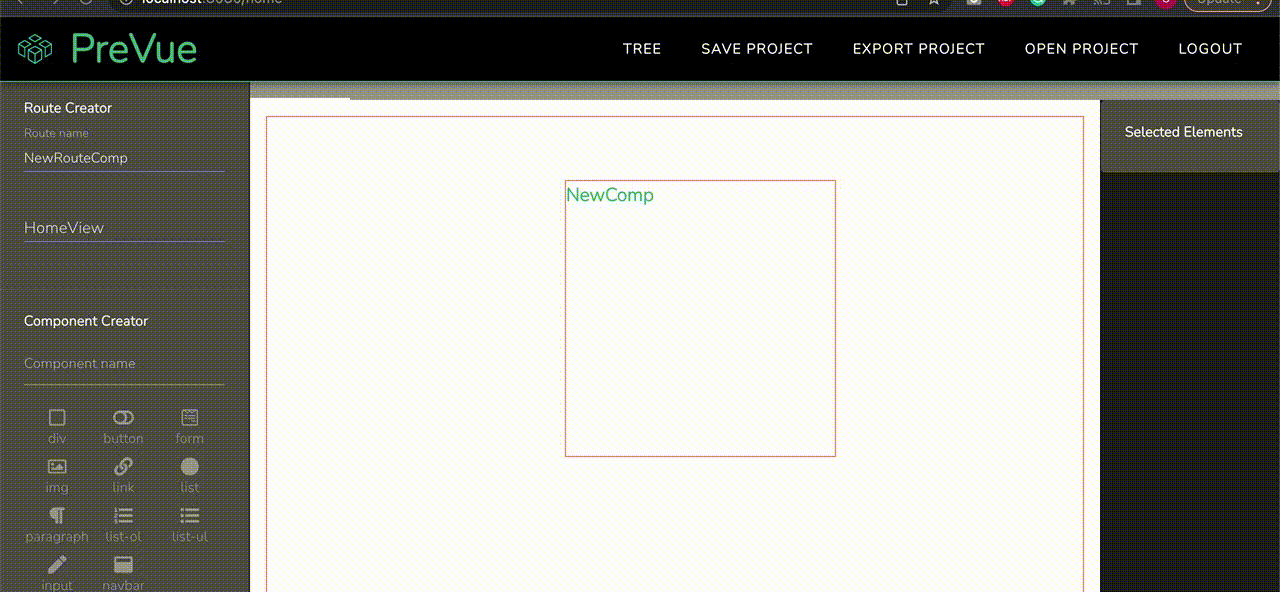 localhost:8080/home
Update
PreVue
TREE
SAVE PROJECT
EXPORT PROJECT
OPEN PROJECT
LOGOUT
Route Creator
Route name
NewRouteComp
HomeView
Component Creator
Component name
div
button
form
img
link
list
paragraph
list-ol
list-ul
input
navbar
NewComp
Selected Elements